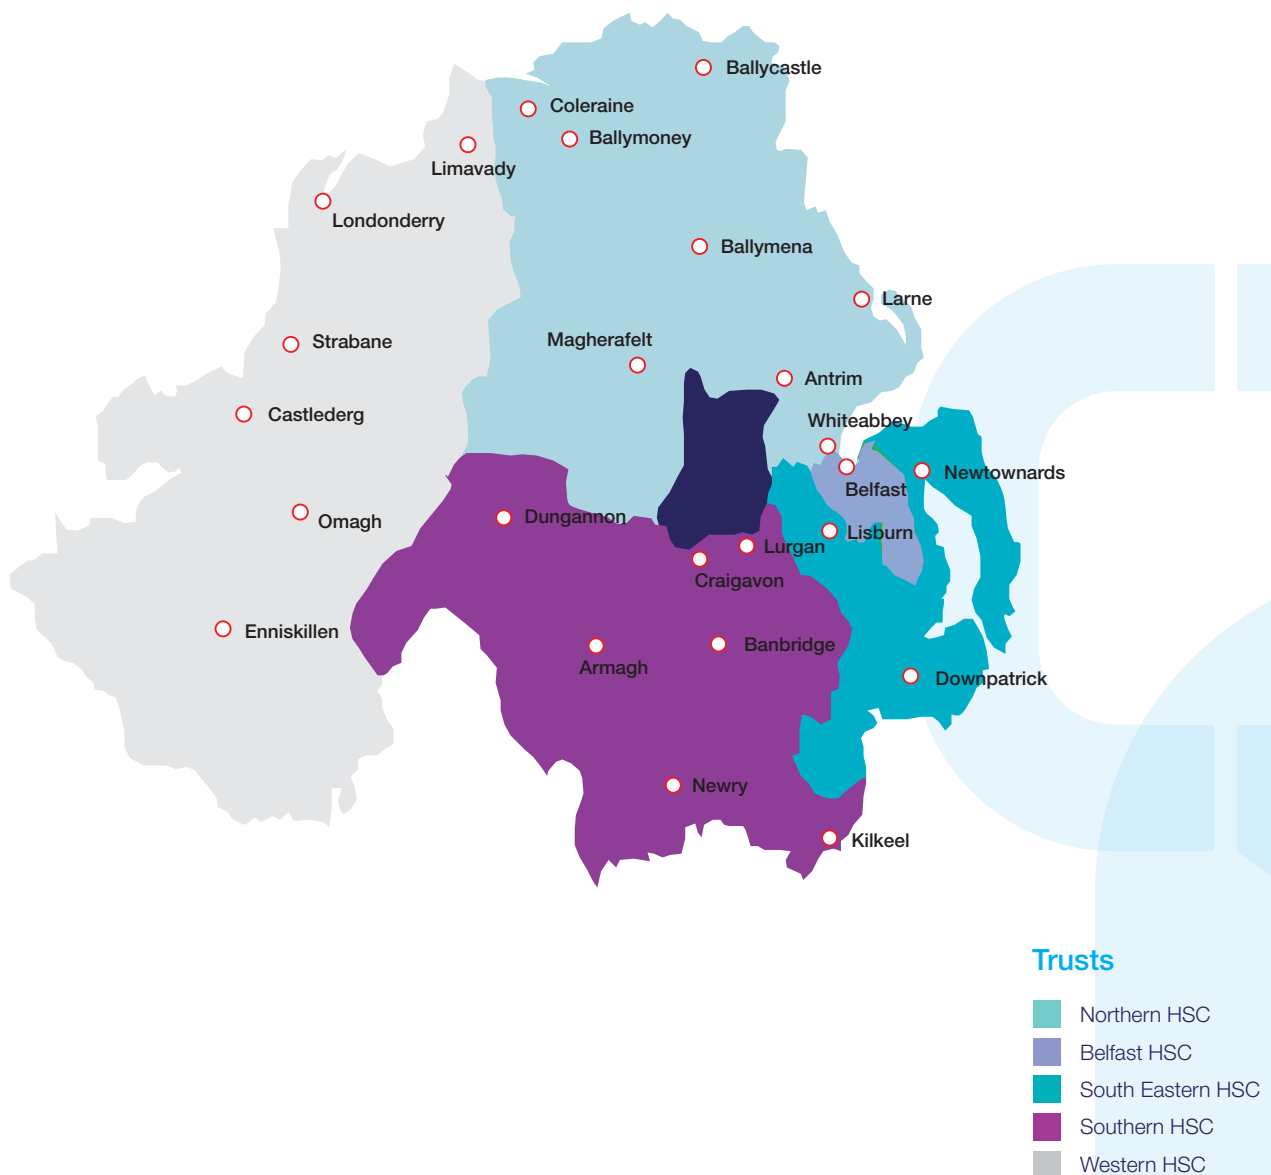 Ballycastle
Coleraine
Ballymoney
Limavady
Londonderry
Ballymena
Larne
Strabane
Magherafelt
Antrim
Castlederg
Whiteabbey
Newtownards
Belfast
Omagh
Dungannon
Lisburn
Lurgan
Craigavon
Enniskillen
Banbridge
Armagh
Downpatrick
Newry
Kilkeel
Trusts
Northern HSC
Belfast HSC
South Eastern HSC
Southern HSC
Western HSC